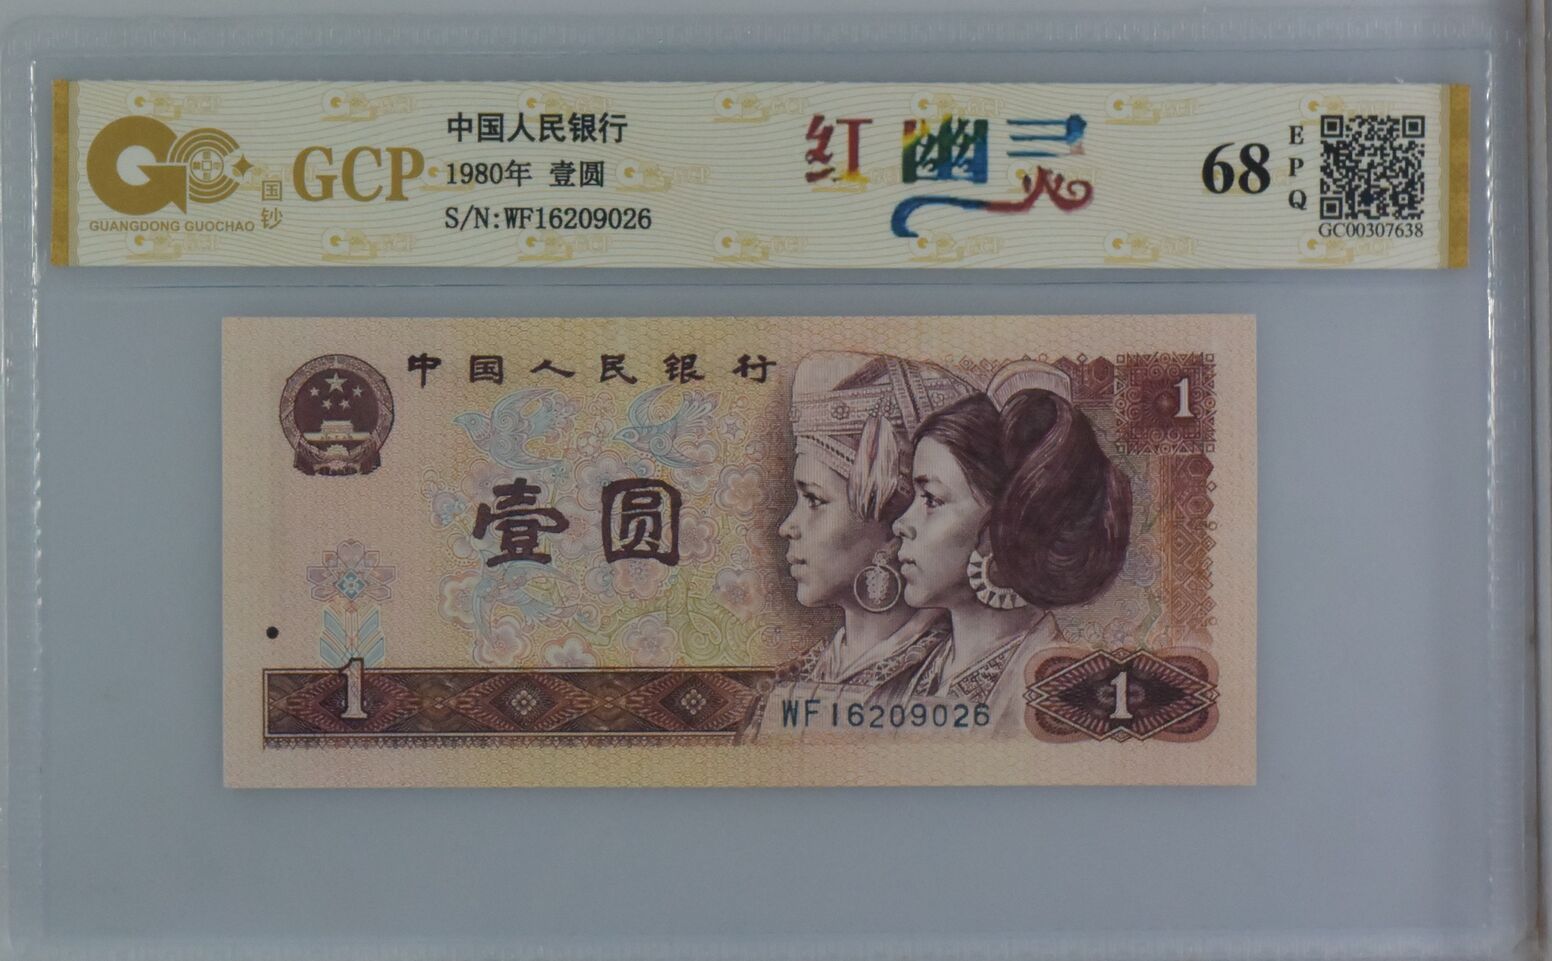 GCP
国钞
GUANGDONG GUOCHAO
中国人民银行
1980年 壹圆
S/N:WF16209026
红幽灵
68
EPQ
GC00307638
中国人民银行
1
壹圆
1
WF16209026
1